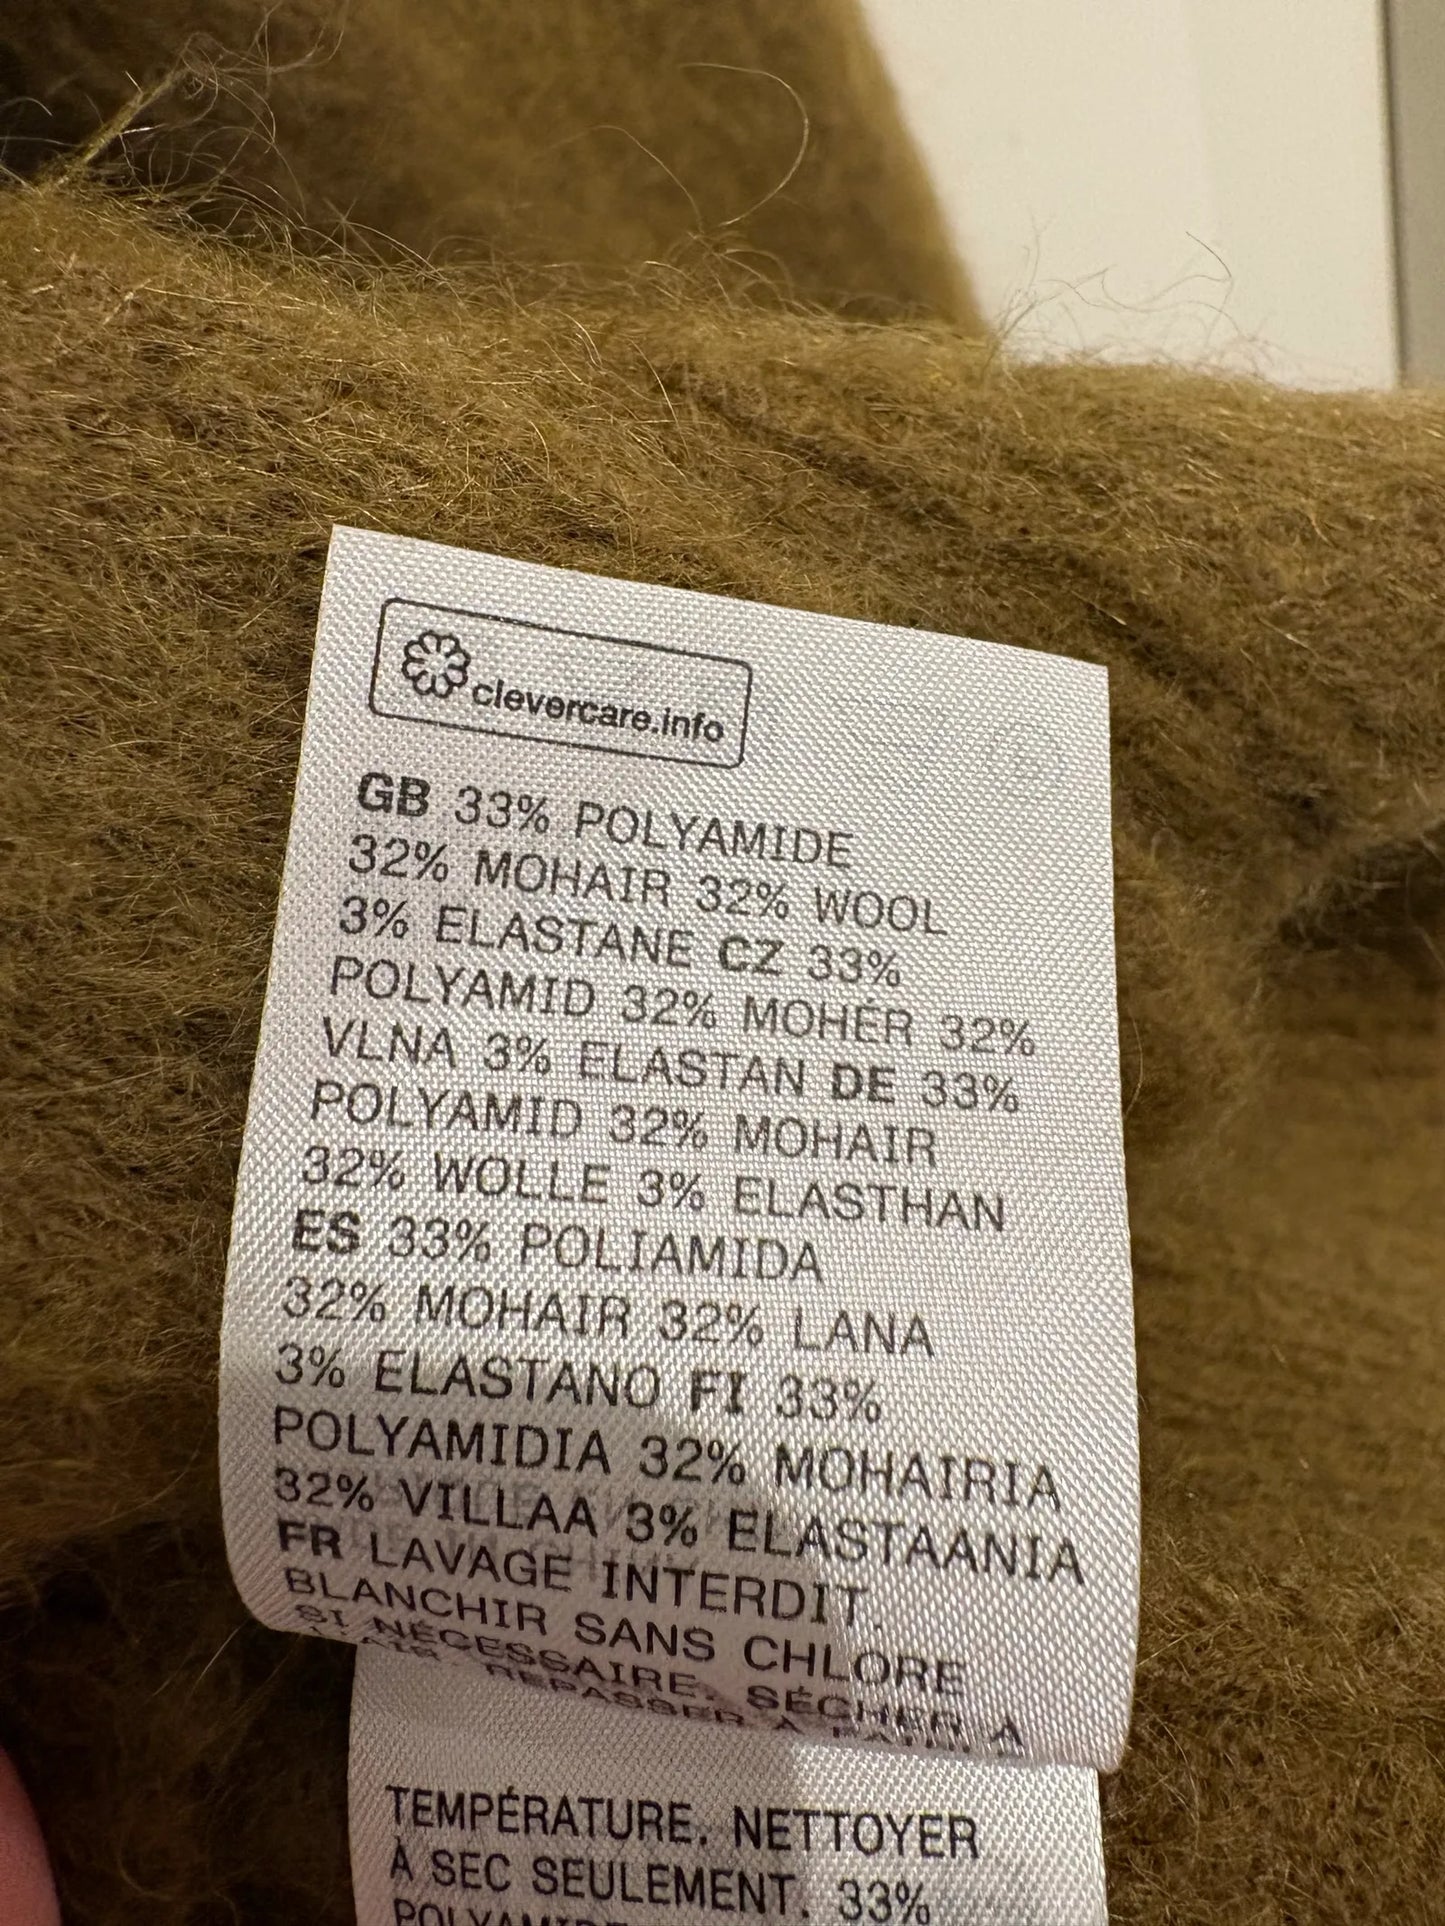 clevercare.info
GB 33% POLYAMIDE
32% MOHAIR 32% WOOL
3% ELASTANE CZ 33%
POLYAMID 32% MOHÉR 32%
VLNA 3% ELASTAN DE 33%
POLYAMID 32% MOHAIR
32% WOLLE 3% ELASTHAN
ES 33% POLIAMIDA
32% MOHAIR 32% LANA
3% ELASTANO FI 33%
POLYAMIDIA 32% MOHAIRIA
32% VILLAA 3% ELASTAANIA
FR LAVAGE INTERDIT.
BLANCHIR SANS CHLORE
SI NÉCESSAIRE. SÉCHER À
REPASSER À
TEMPÉRATURE. NETTOYER
À SEC SEULEMENT. 33%
POLYAMIDE